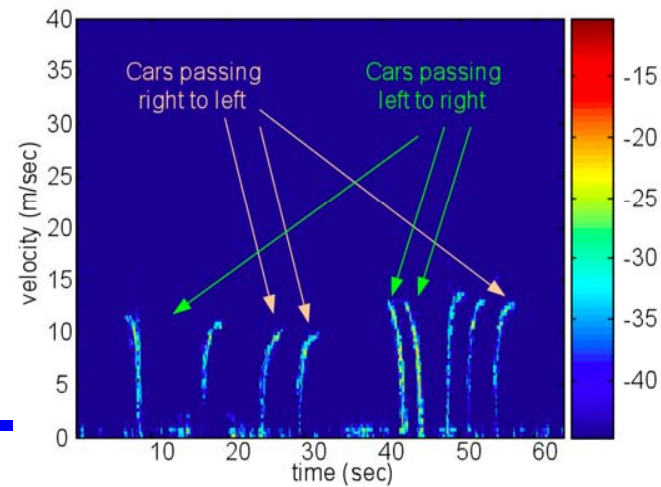 40
35
30
25
20
15
10
5
0
velocity (m/sec)
Cars passing
right to left
Cars passing
left to right
10 20 30 40 50 60
time (sec)
-15
-20
-25
-30
-35
-40